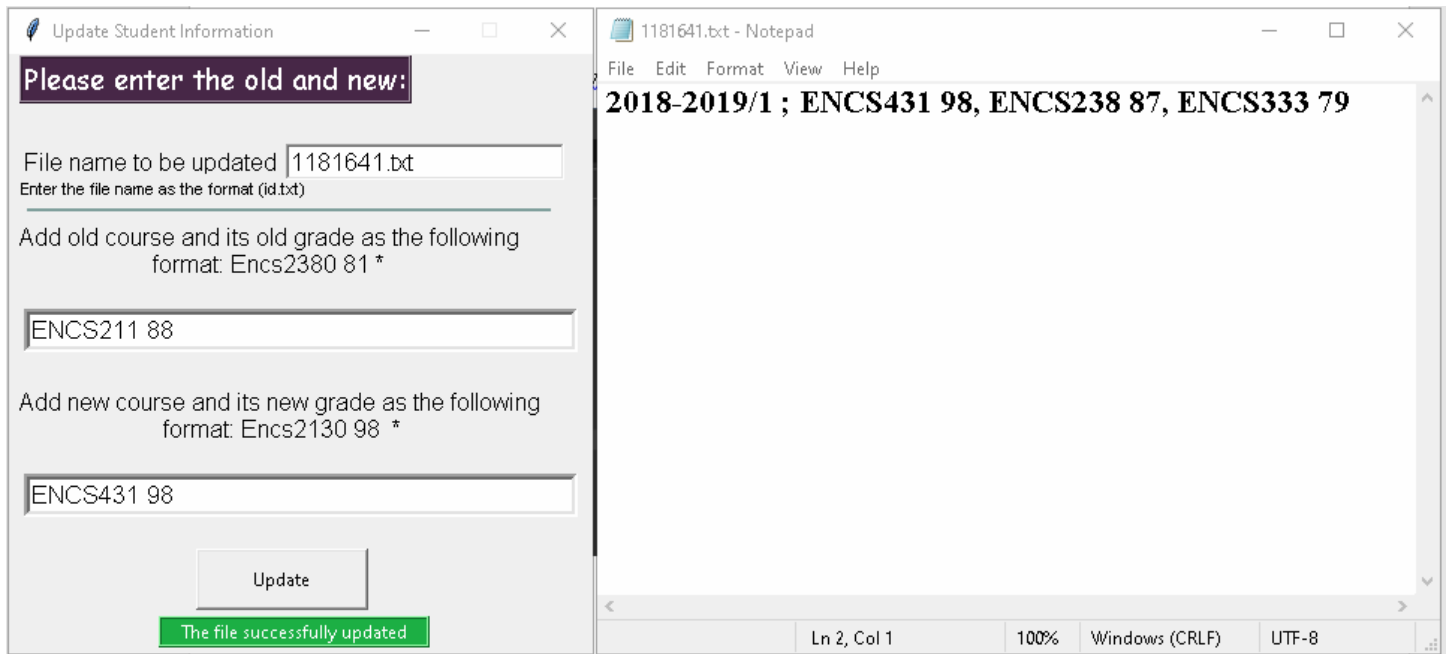 Update Student Information
Please enter the old and new:
File name to be updated 1181641.txt
Enter the file name as the format (id.txt)
Add old course and its old grade as the following
format: Encs2380 81 *
ENCS211 88
Add new course and its new grade as the following
format: Encs2130 98 *
ENCS431 98
Update
The file successfully updated
1181641.txt - Notepad
File Edit Format View Help
2018-2019/1 ; ENCS431 98, ENCS238 87, ENCS333 79
Ln 2, Col 1 100% Windows (CRLF) UTF-8